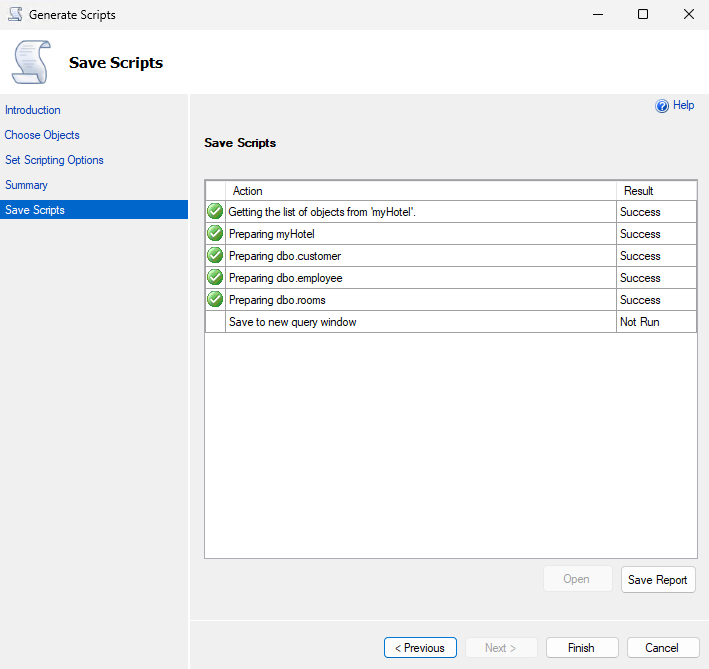 Generate Scripts
Save Scripts
Introduction
Choose Objects
Set Scripting Options
Summary
Save Scripts
Help
Save Scripts
Action Result
Getting the list of objects from 'myHotel'. Success
Preparing myHotel Success
Preparing dbo.customer Success
Preparing dbo.employee Success
Preparing dbo.rooms Success
Save to new query window Not Run
Open Save Report
< Previous Next > Finish Cancel